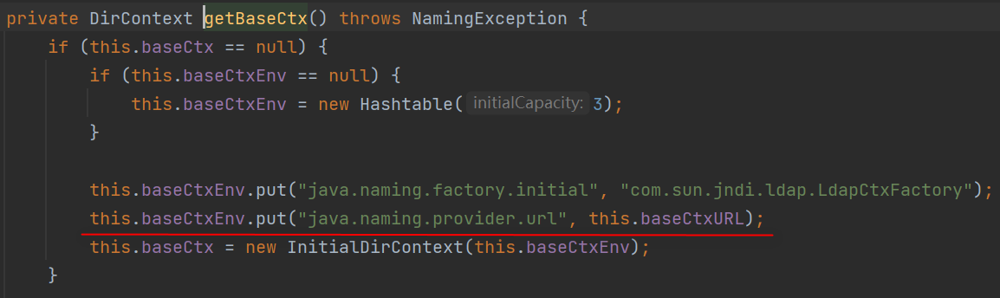 private DirContext getBaseCtx() throws NamingException {
if (this.baseCtx == null) {
if (this.baseCtxEnv == null) {
this.baseCtxEnv = new Hashtable( initialCapacity: 3);
}
this.baseCtxEnv.put("java.naming.factory.initial", "com.sun.jndi.ldap.LdapCtxFactory");
this.baseCtxEnv.put("java.naming.provider.url", this.baseCtxURL);
this.baseCtx = new InitialDirContext(this.baseCtxEnv);
}